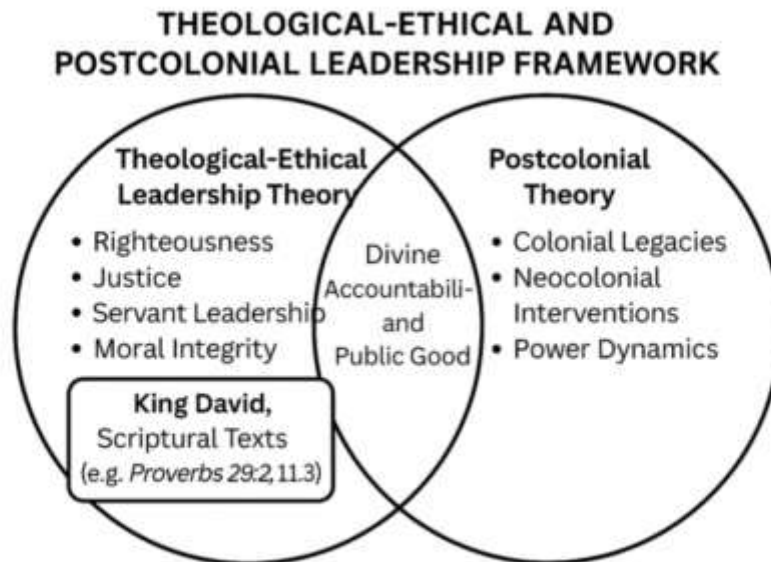 THEOLOGICAL-ETHICAL AND
POSTCOLONIAL LEADERSHIP FRAMEWORK
Theological-Ethical
Leadership Theory
• Righteousness
• Justice
• Servant Leadership
• Moral Integrity
King David,
Scriptural Texts
(e.g. Proverbs 29:2, 11.3)
Divine
Accountabili-
and
Public Good
Postcolonial
Theory
• Colonial Legacies
• Neocolonial
Interventions
• Power Dynamics